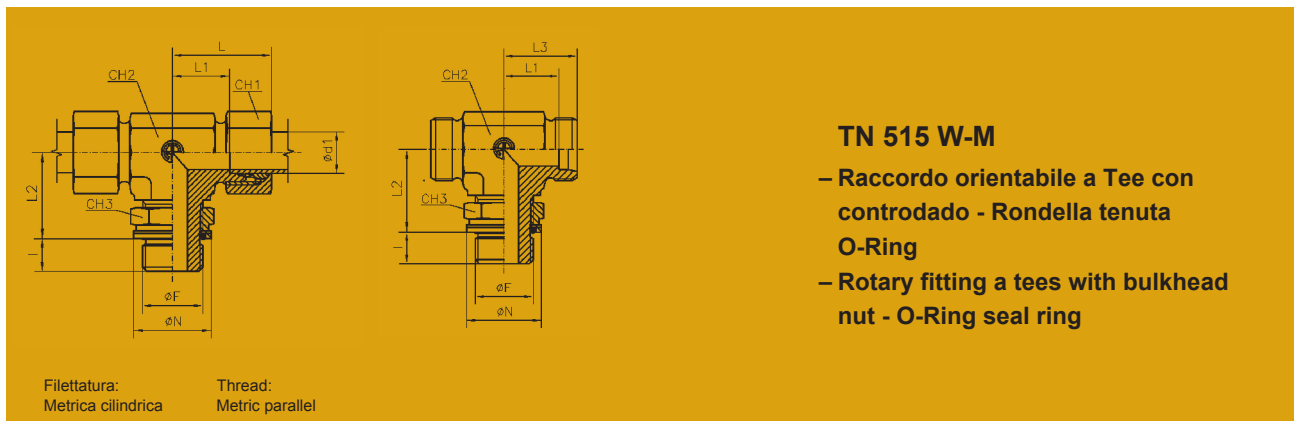 L
L1
CH2
CH1
ød1
L2
CH3
I
øF
øN
L3
L1
CH2
L2
CH3
I
øF
øN
TN 515 W-M
– Raccordo orientabile a Tee con
controdado - Rondella tenuta
O-Ring
– Rotary fitting a tees with bulkhead
nut - O-Ring seal ring
Filettatura:
Metrica cilindrica
Thread:
Metric parallel